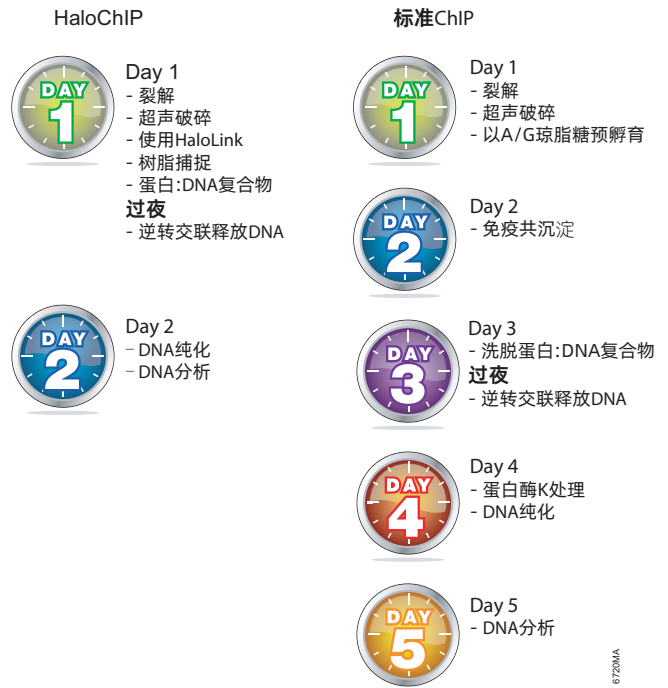 HaloChIP
DAY
1
Day 1
- 裂解
- 超声破碎
- 使用HaloLink
- 树脂捕捉
- 蛋白:DNA复合物
过夜
- 逆转交联释放DNA
DAY
2
Day 2
- DNA纯化
- DNA分析
标准ChIP
DAY
1
Day 1
- 裂解
- 超声破碎
- 以A/G琼脂糖预孵育
DAY
2
Day 2
- 免疫共沉淀
DAY
3
Day 3
- 洗脱蛋白:DNA复合物
过夜
- 逆转交联释放DNA
DAY
4
Day 4
- 蛋白酶K处理
- DNA纯化
DAY
5
Day 5
- DNA分析
6720MA